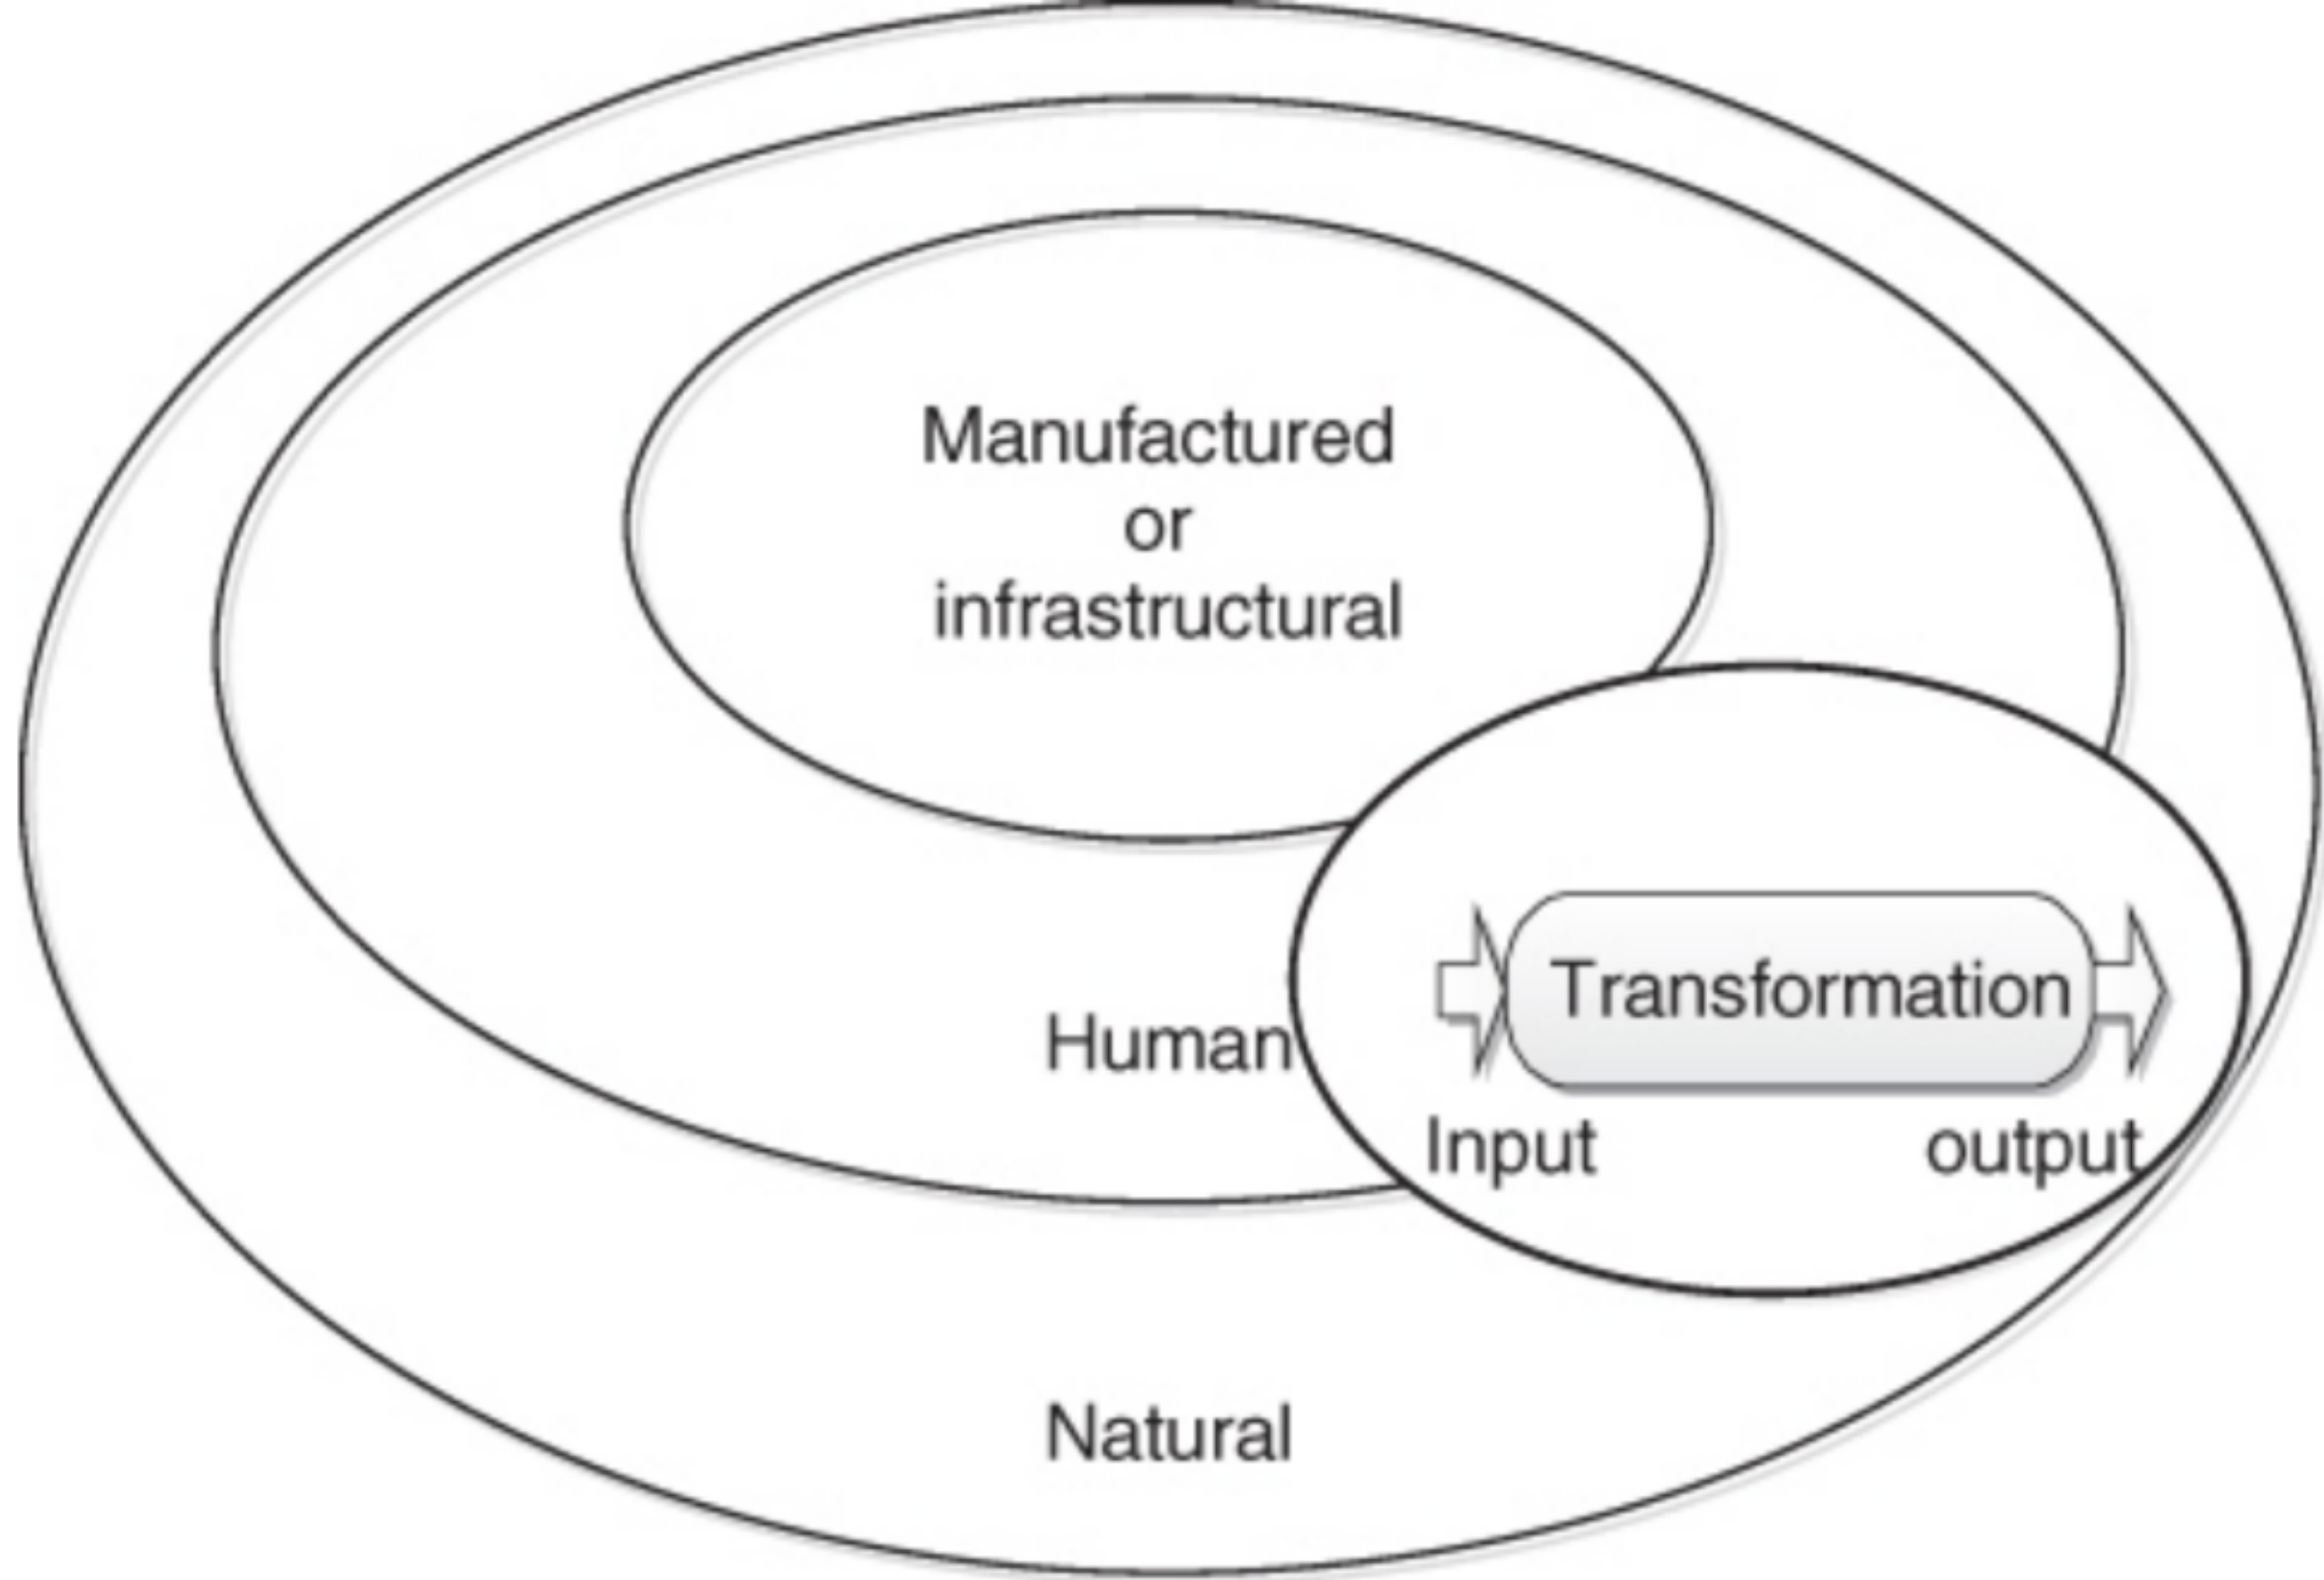 Manufactured
or
infrastructural
Transformation
Human
Input
output
Natural